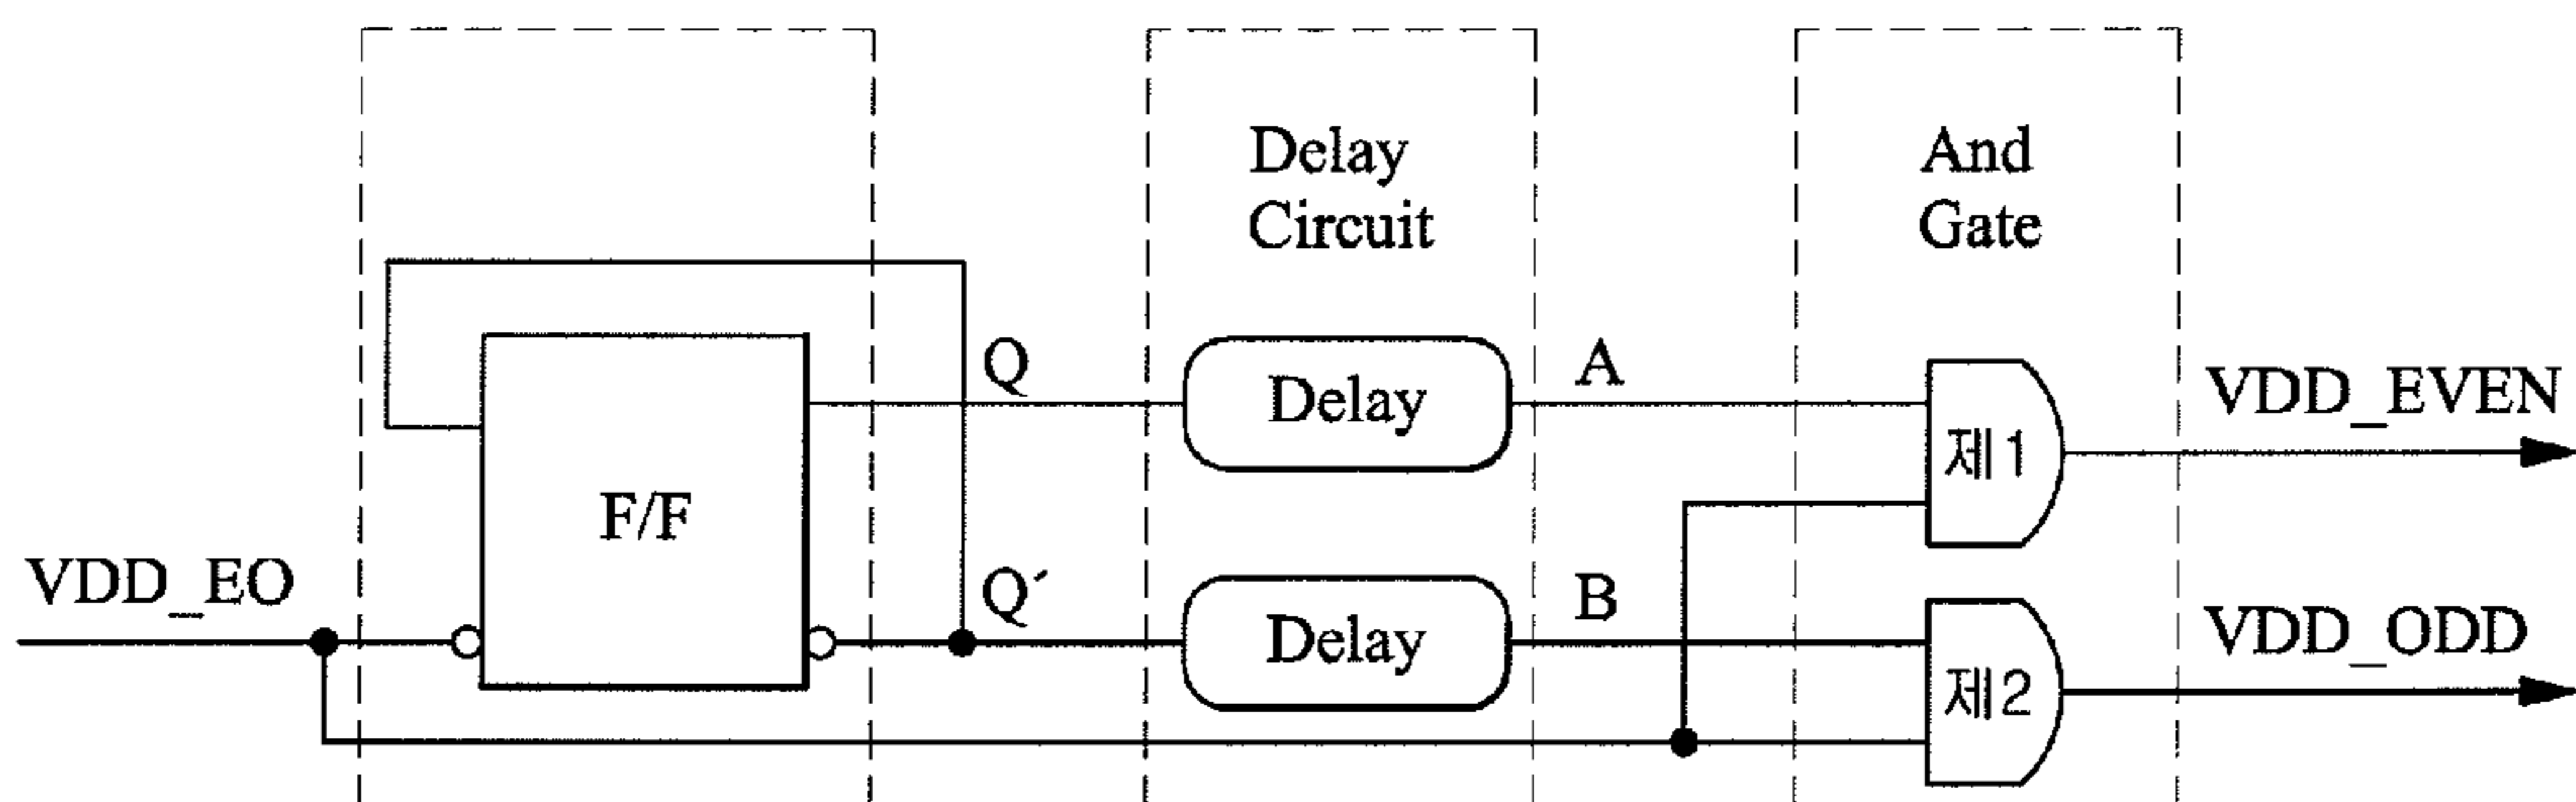 Delay
Circuit
And
Gate
Q
Delay
A
VDD_EVEN
제1
F/F
VDD_EO
Q´
Delay
B
VDD_ODD
제2